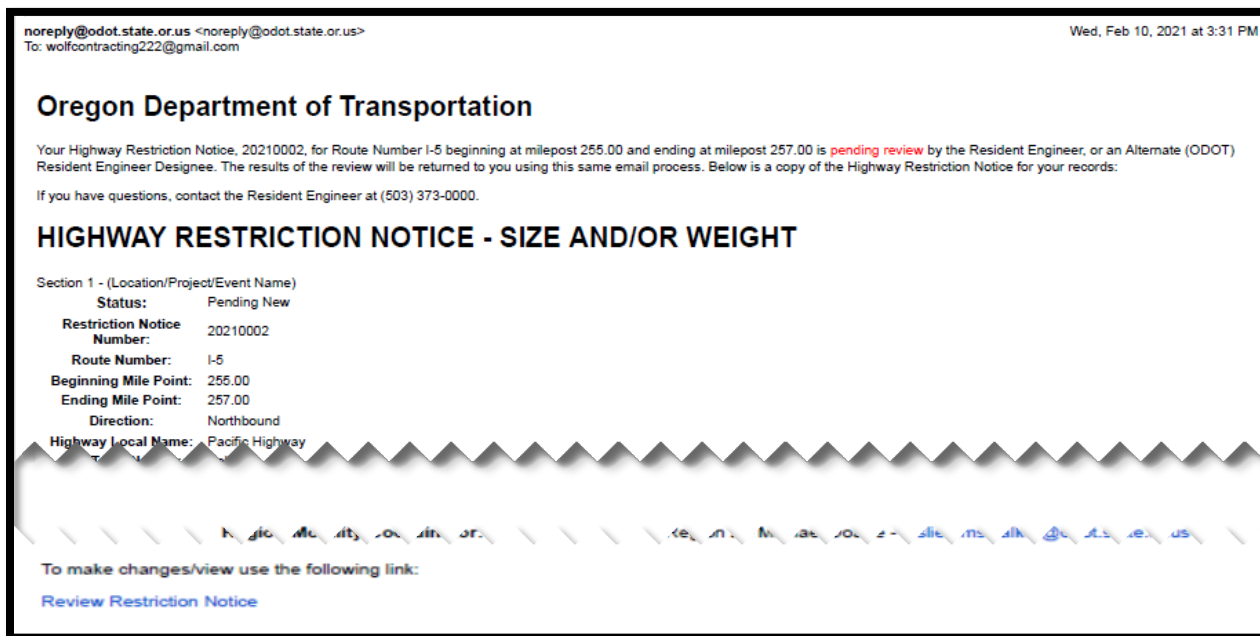 noreply@odot.state.or.us <noreply@odot.state.or.us>
Wed, Feb 10, 2021 at 3:31 PM
To: wolfcontracting222@gmail.com
Oregon Department of Transportation
Your Highway Restriction Notice, 20210002, for Route Number I-5 beginning at milepost 255.00 and ending at milepost 257.00 is pending review by the Resident Engineer, or an Alternate (ODOT)
Resident Engineer Designee. The results of the review will be returned to you using this same email process. Below is a copy of the Highway Restriction Notice for your records:
If you have questions, contact the Resident Engineer at (503) 373-0000.
HIGHWAY RESTRICTION NOTICE - SIZE AND/OR WEIGHT
Section 1 - (Location/Project/Event Name)
Status: Pending New
Restriction Notice
Number: 20210002
Route Number: I-5
Beginning Mile Point: 255.00
Ending Mile Point: 257.00
Direction: Northbound
Highway Local Name: Pacific Highway
To make changes/view use the following link:
Review Restriction Notice